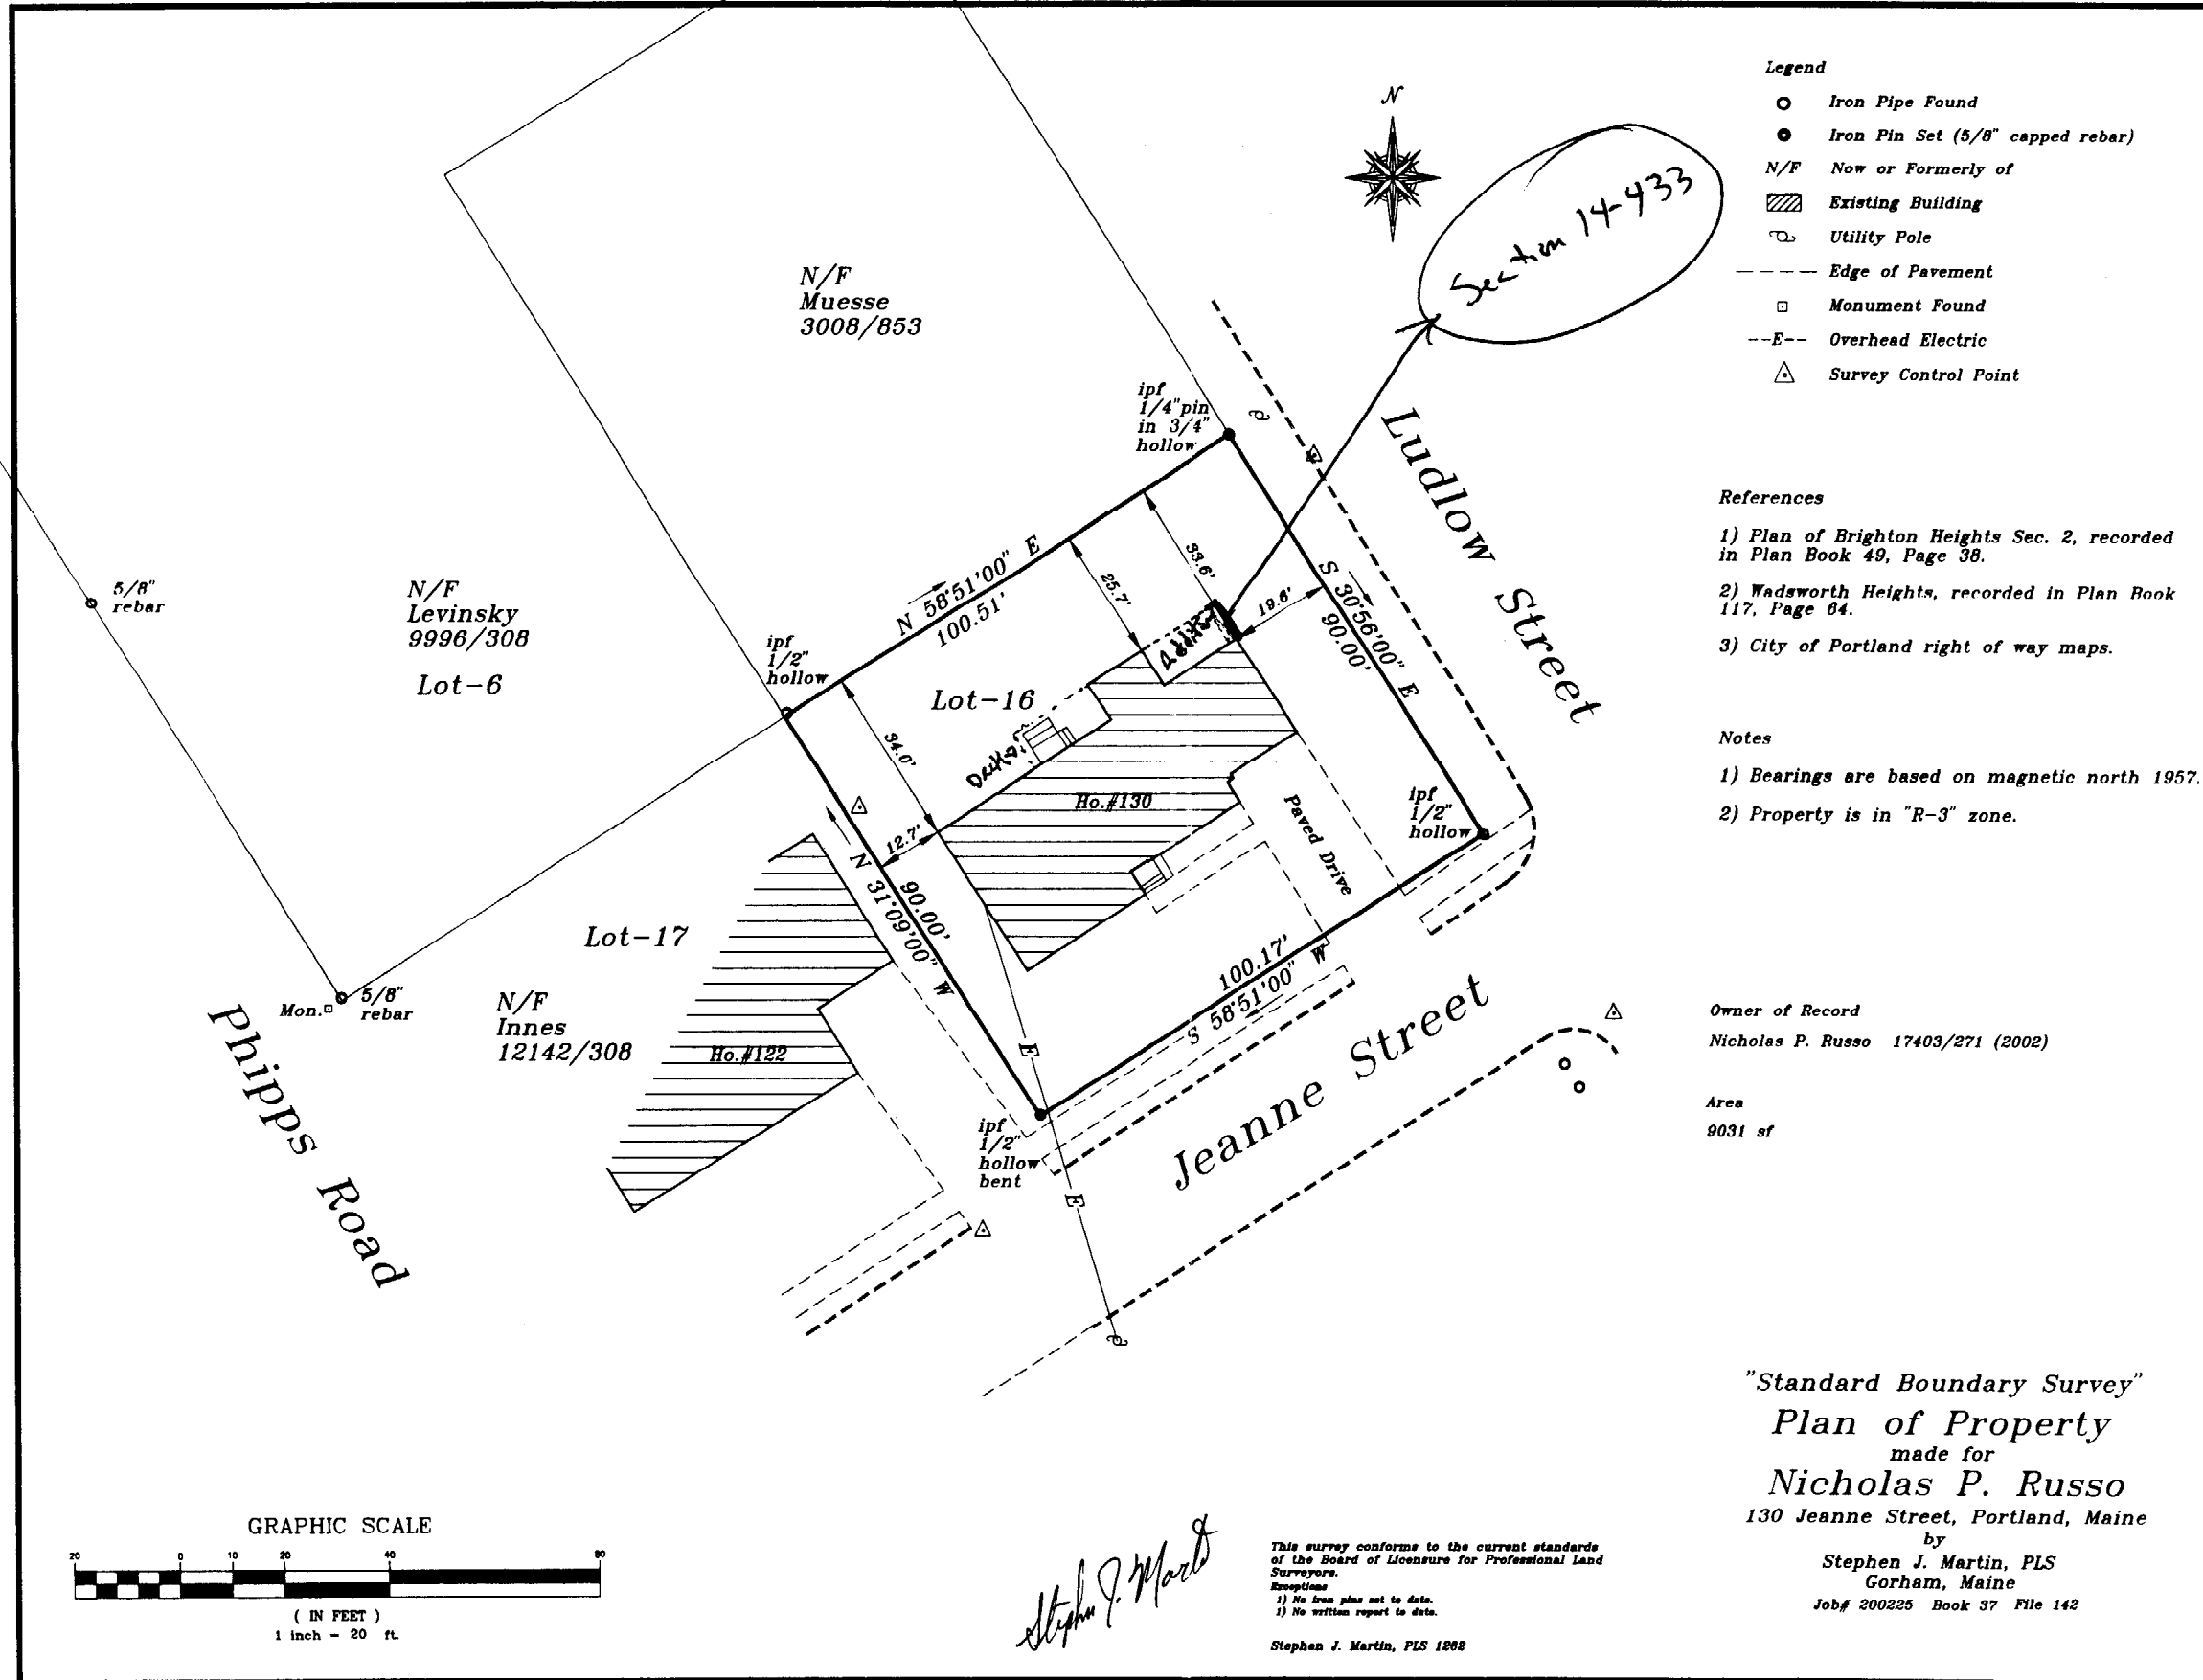 Legend
Iron Pipe Found
Iron Pin Set (5/8" capped rebar)
N/F Now or Formerly of
Existing Building
Utility Pole
Edge of Pavement
Monument Found
--E-- Overhead Electric
Survey Control Point
N
Section 14-433
N/F
Muesse
3008/853
ipf
1/4"pin
in 3/4"
hollow
Ludlow Street
References
1) Plan of Brighton Heights Sec. 2, recorded
in Plan Book 49, Page 38.
2) Wadsworth Heights, recorded in Plan Book
117, Page 64.
3) City of Portland right of way maps.
5/8"
rebar
N/F
Levinsky
9996/308
Lot-6
ipf
1/2"
hollow
N 58°51'00" E
100.51'
33.6'
25.7'
19.6'
S 30°56'00" E
90.00'
Addition
Lot-16
Deck
34.0'
12.7'
Ho.#130
Paved Drive
ipf
1/2"
hollow
Notes
1) Bearings are based on magnetic north 1957.
2) Property is in "R-3" zone.
N 31°09'00" W
90.00'
Lot-17
N/F
Innes
12142/308
Ho.#122
Mon.
5/8"
rebar
Phipps Road
100.17'
S 58°51'00" W
E
E
ipf
1/2"
hollow
bent
Jeanne Street
Owner of Record
Nicholas P. Russo 17403/271 (2002)
Area
9031 sf
"Standard Boundary Survey"
Plan of Property
made for
Nicholas P. Russo
130 Jeanne Street, Portland, Maine
by
Stephen J. Martin, PLS
Gorham, Maine
Job# 200225 Book 37 File 142
GRAPHIC SCALE
20 0 10 20 40 80
( IN FEET )
1 inch = 20 ft.
Stephen J. Martin
This survey conforms to the current standards
of the Board of Licensure for Professional Land
Surveyors.
Exceptions
1) No iron pins set to date.
1) No written report to date.
Stephen J. Martin, PLS 1262